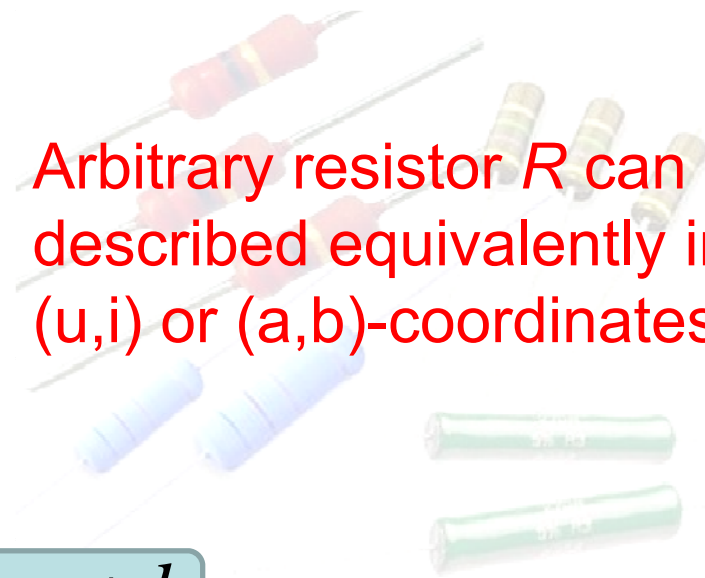 Arbitrary resistor R can
described equivalently i
(u,i) or (a,b)-coordinates